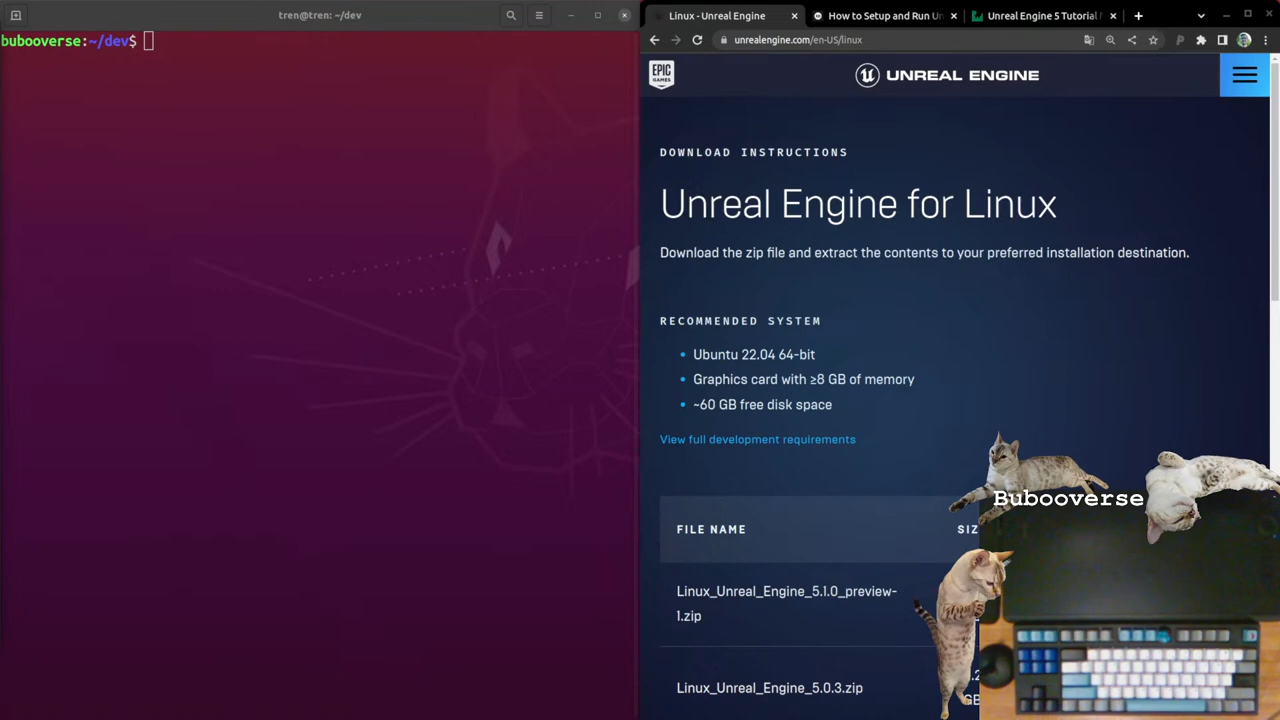 tren@tren: ~/dev
bubooverse:~/dev$
Linux - Unreal Engine
How to Setup and Run Un
Unreal Engine 5 Tutorial
unrealengine.com/en-US/linux
EPIC GAMES
UNREAL ENGINE
DOWNLOAD INSTRUCTIONS
Unreal Engine for Linux
Download the zip file and extract the contents to your preferred installation destination.
RECOMMENDED SYSTEM
Ubuntu 22.04 64-bit
Graphics card with ≥8 GB of memory
~60 GB free disk space
View full development requirements
Bubooverse
FILE NAME SIZ
Linux_Unreal_Engine_5.1.0_preview-
1.zip
Linux_Unreal_Engine_5.0.3.zip